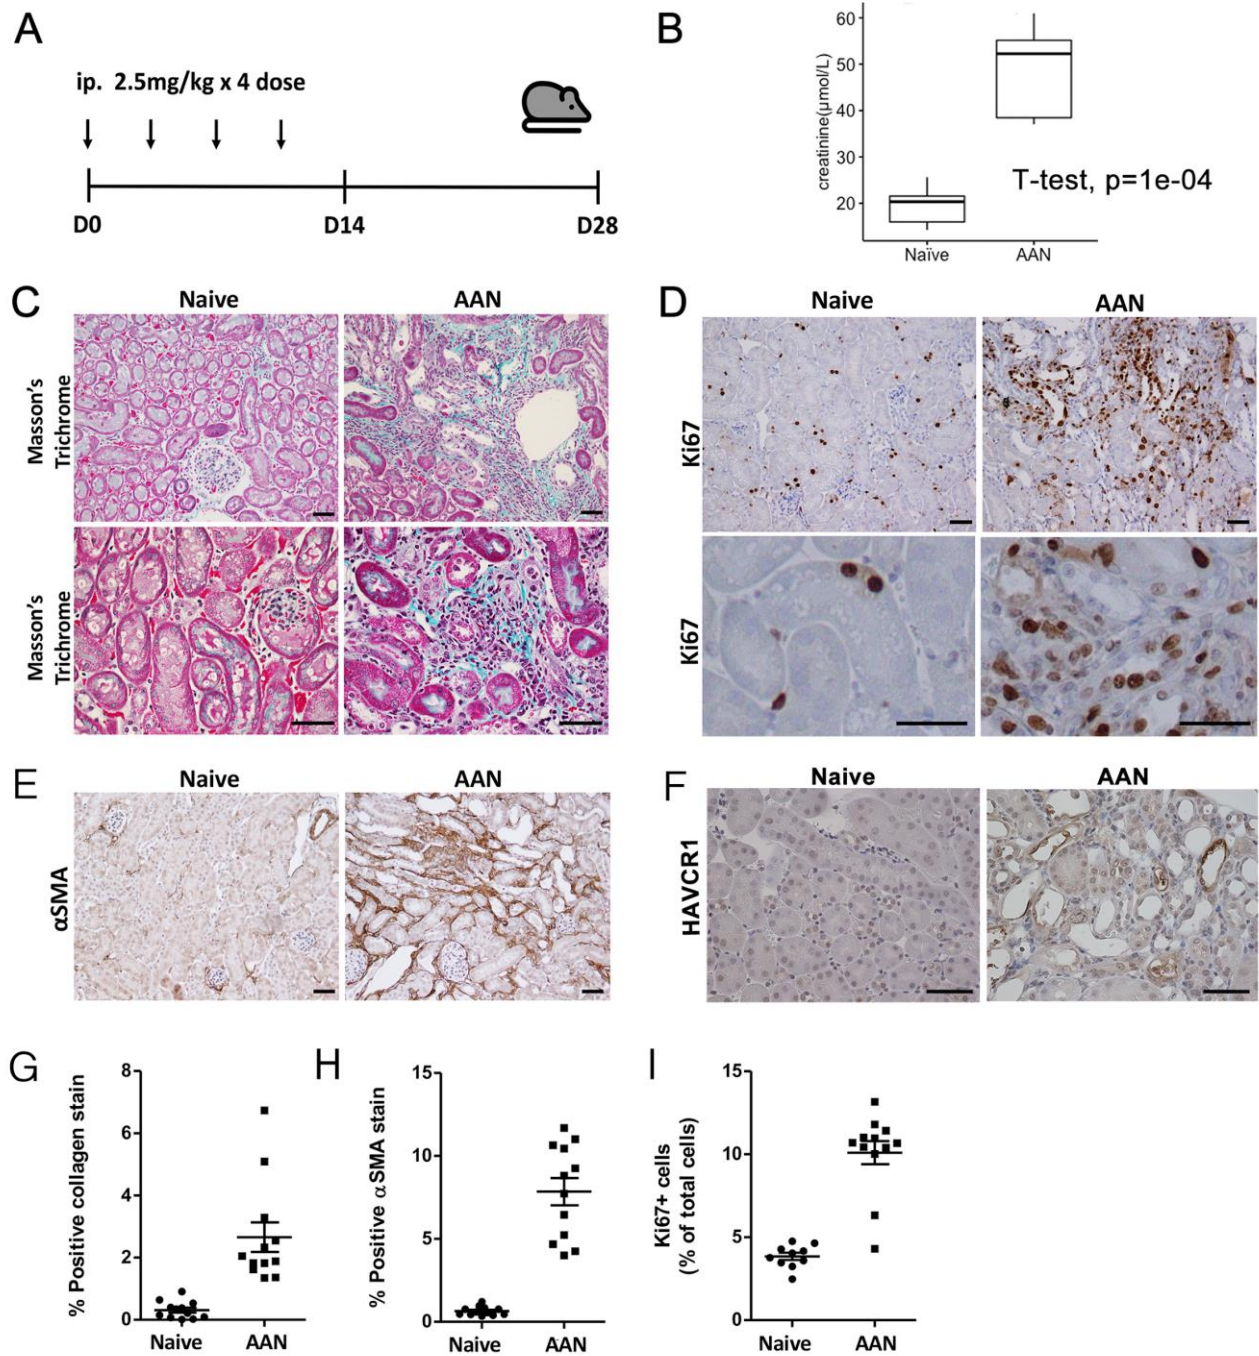 A
ip. 2.5mg/kg x 4 dose
D0
D14
D28
B
creatinine(μmol/L)
60
50
40
30
20
T-test, p=1e-04
Naïve
AAN
C
Naive
AAN
Masson's
Trichrome
Masson's
Trichrome
D
Naive
AAN
Ki67
Ki67
E
Naive
AAN
αSMA
F
Naive
AAN
HAVCR1
G
% Positive collagen stain
8
6
4
2
0
Naive
AAN
H
% Positive αSMA stain
15
10
5
0
Naive
AAN
I
Ki67+ cells
(% of total cells)
15
10
5
0
Naive
AAN